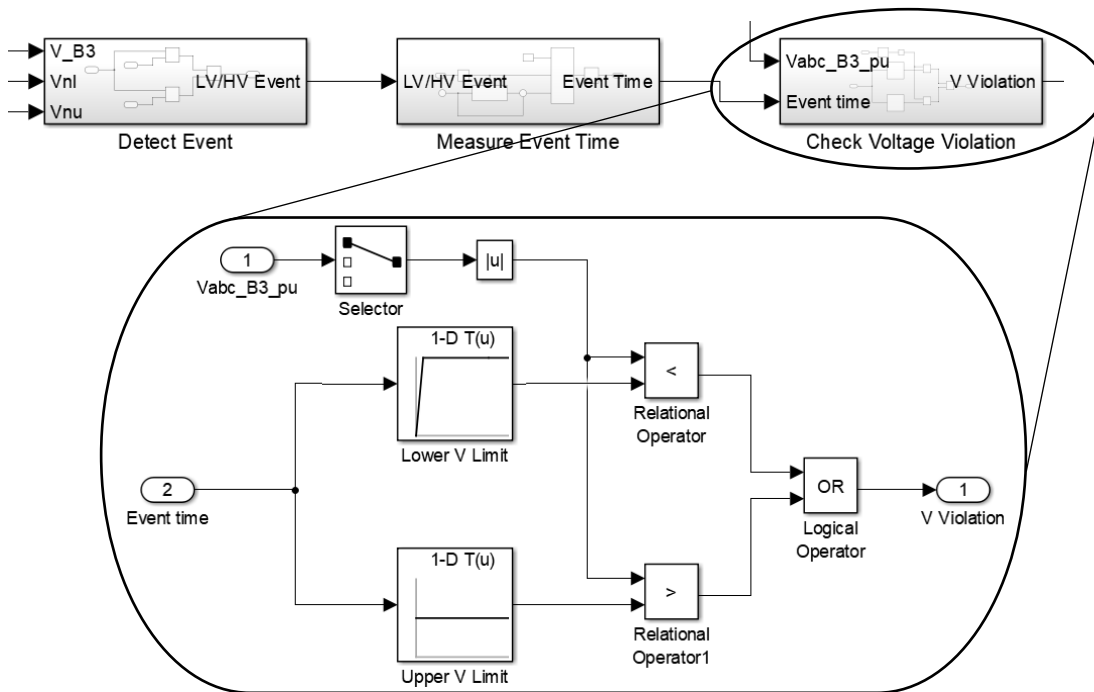 V_B3
Vnl
Vnu
LV/HV Event
Detect Event
LV/HV Event
Event Time
Measure Event Time
Vabc_B3_pu
Event time
V Violation
Check Voltage Violation
1
Vabc_B3_pu
Selector
|u|
1-D T(u)
Lower V Limit
<
Relational
Operator
2
Event time
OR
Logical
Operator
1
V Violation
1-D T(u)
Upper V Limit
>
Relational
Operator1